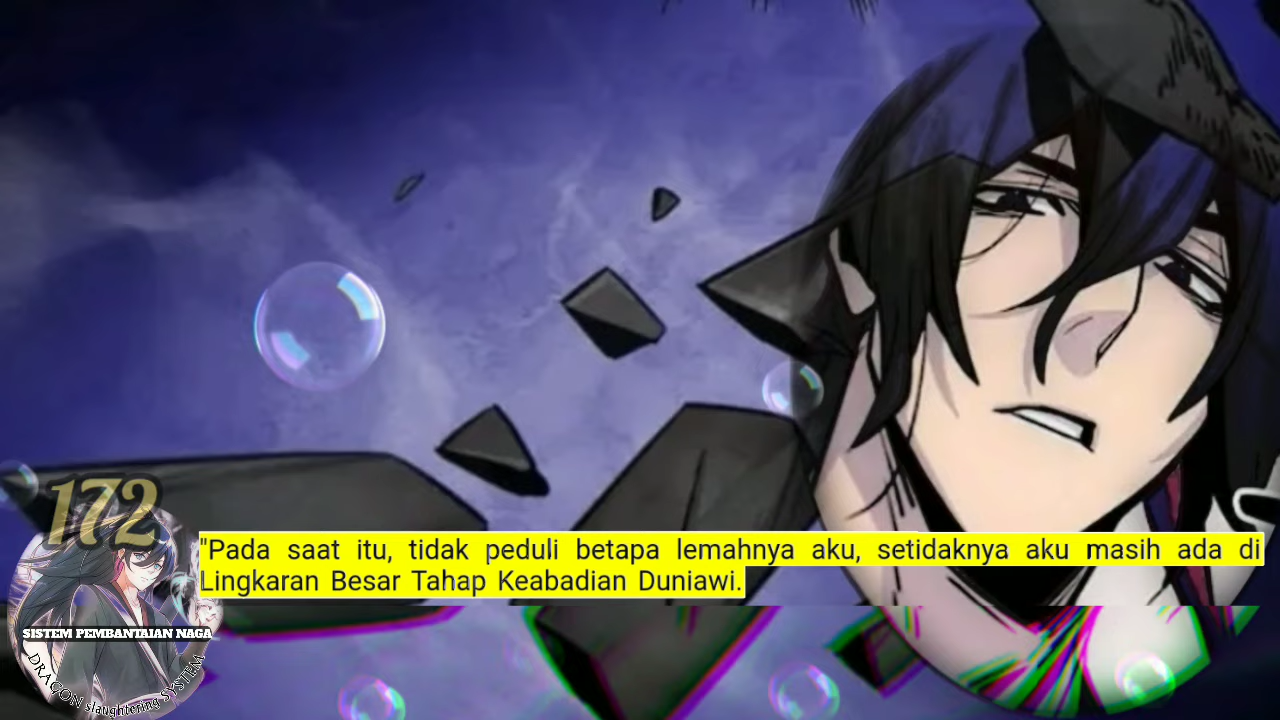 172
"Pada saat itu, tidak peduli betapa lemahnya aku, setidaknya aku masih ada di
Lingkaran Besar Tahap Keabadian Duniawi.
SISTEM PEMBANTAIAN NAGA
DRAGON slaughtering SYSTEM